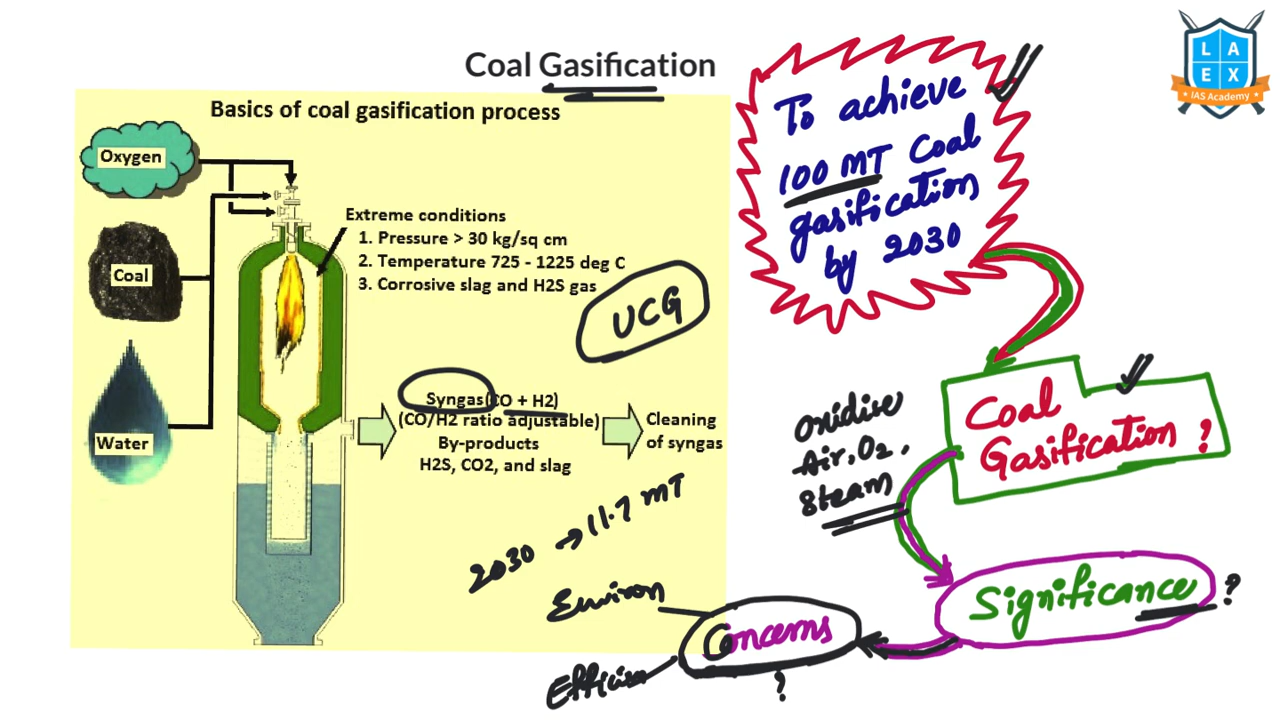 Coal Gasification
Basics of coal gasification process
Oxygen
Coal
Water
Extreme conditions
1. Pressure > 30 kg/sq cm
2. Temperature 725 - 1225 deg C
3. Corrosive slag and H2S gas
UCG
Syngas(CO + H2)
(CO/H2 ratio adjustable)
By-products
H2S, CO2, and slag
Cleaning
of syngas
2030 → 11.7 MT
Environ
Concerns
?
To achieve
100 MT Coal
gasification
by 2030
Coal
Gasification ?
Oxidise
Air, O2,
Steam
Significance ?
L A
E X
IAS Academy